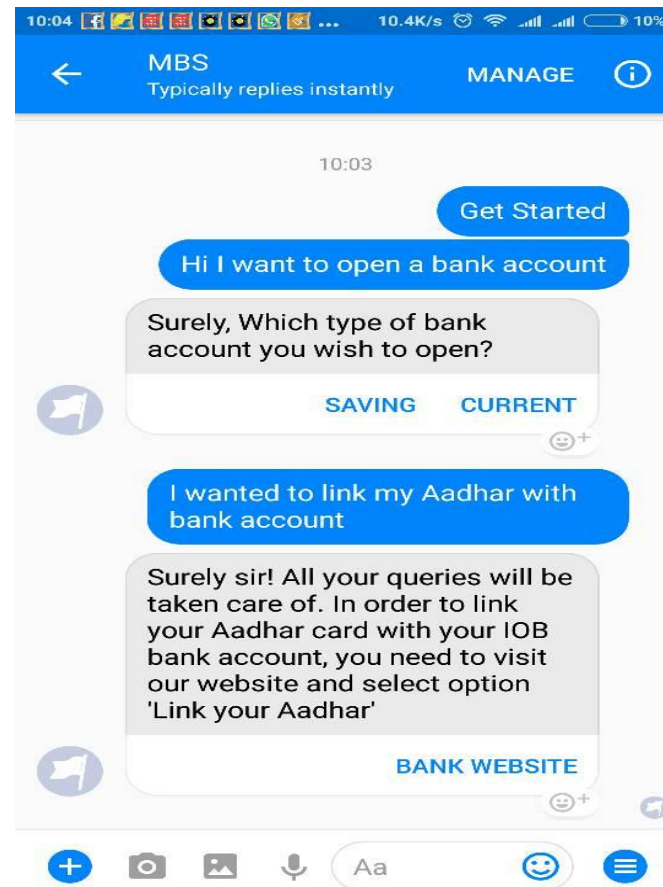 10:04 ... 10.4K/s 10%
MBS
Typically replies instantly
MANAGE
10:03
Get Started
Hi I want to open a bank account
Surely, Which type of bank
account you wish to open?
SAVING CURRENT
I wanted to link my Aadhar with
bank account
Surely sir! All your queries will be
taken care of. In order to link
your Aadhar card with your IOB
bank account, you need to visit
our website and select option
'Link your Aadhar'
BANK WEBSITE
Aa